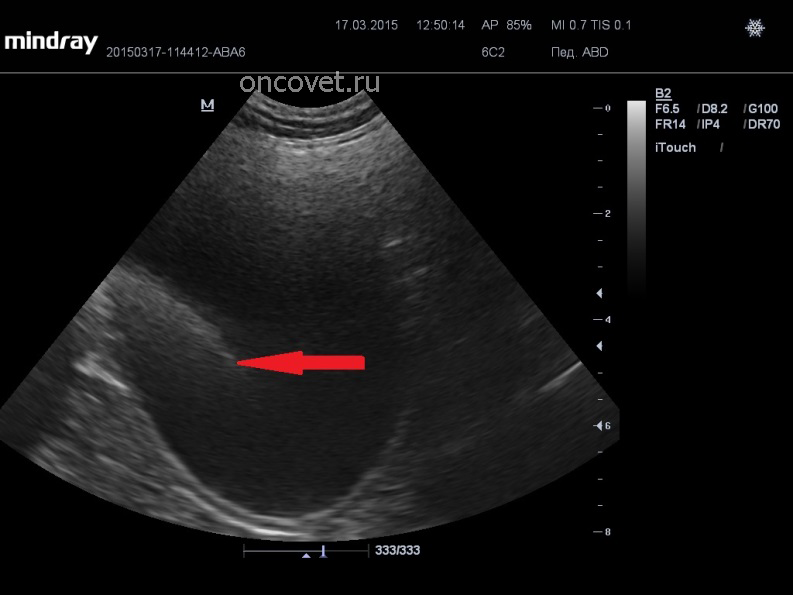 mindray 20150317-114412-ABA6
17.03.2015 12:50:14 AP 85% MI 0.7 TIS 0.1
6C2 Пед. ABD
oncovet.ru
M
B2
F6.5 /D8.2 /G100
FR14 /IP4 /DR70
iTouch /
0
2
4
6
8
333/333